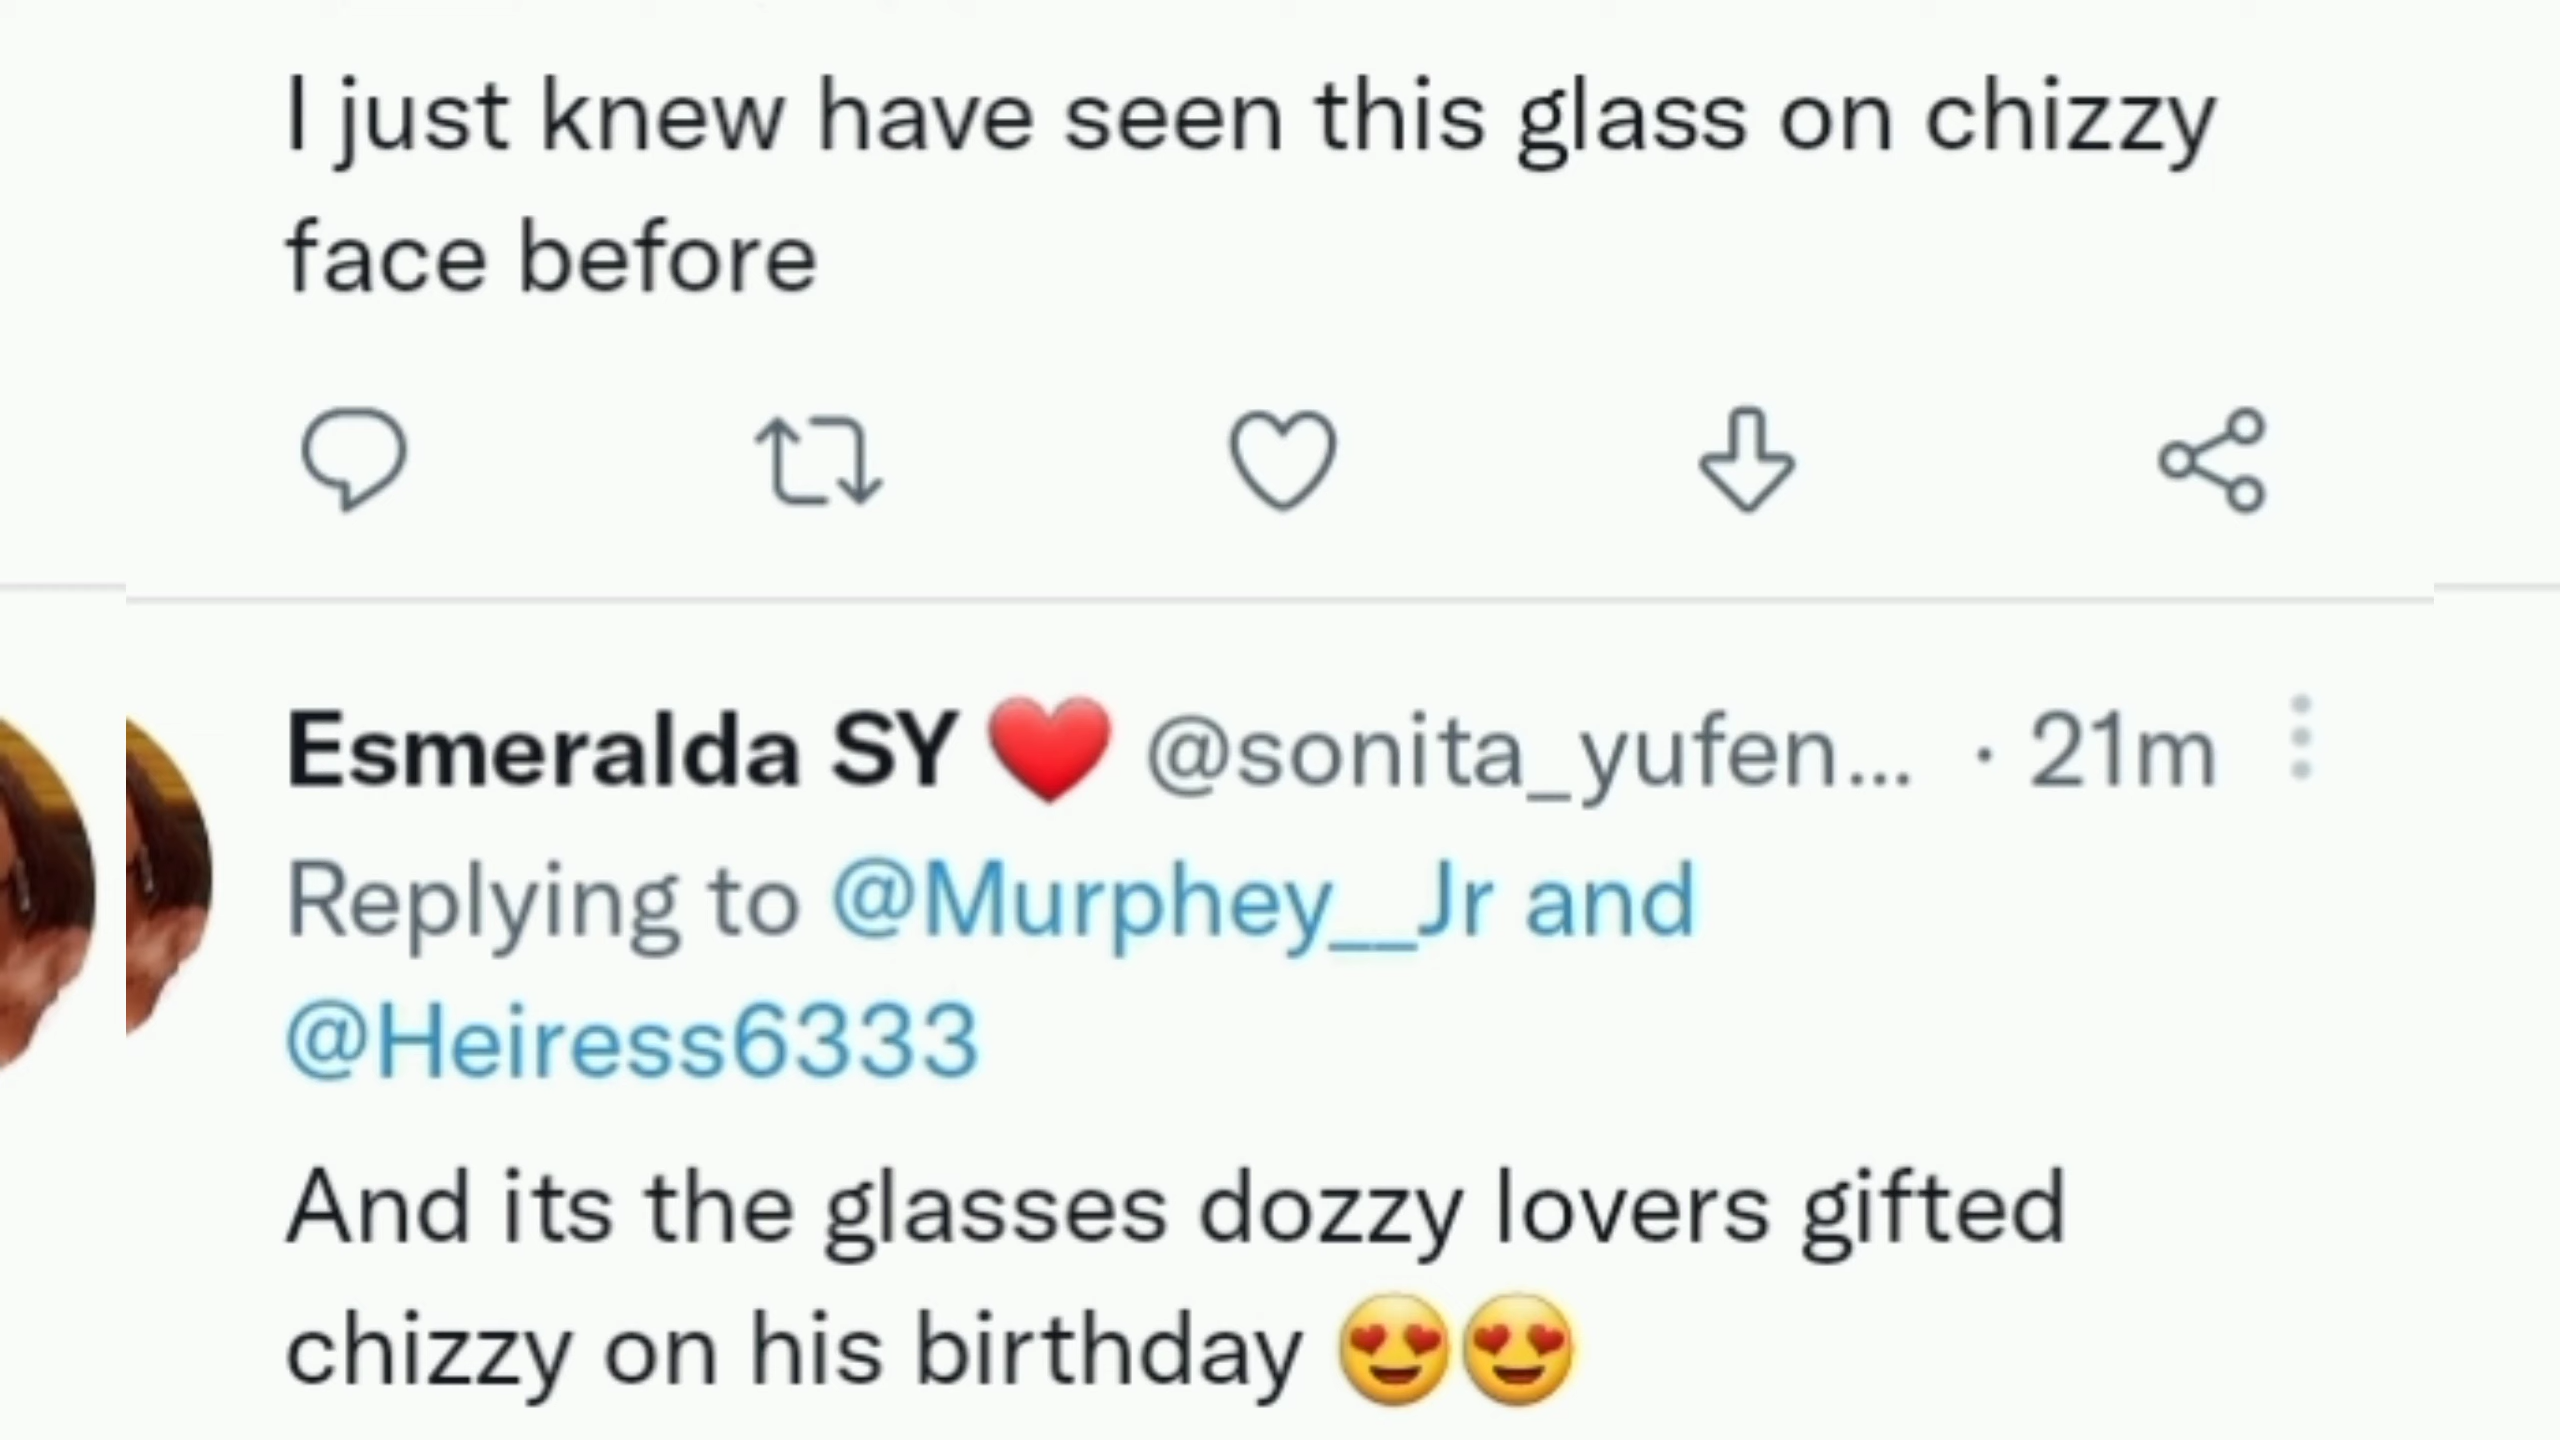 I just knew have seen this glass on chizzy
face before
Esmeralda SY ❤️ @sonita_yufen... · 21m
Replying to @Murphey__Jr and
@Heiress6333
And its the glasses dozzy lovers gifted
chizzy on his birthday 😍😍